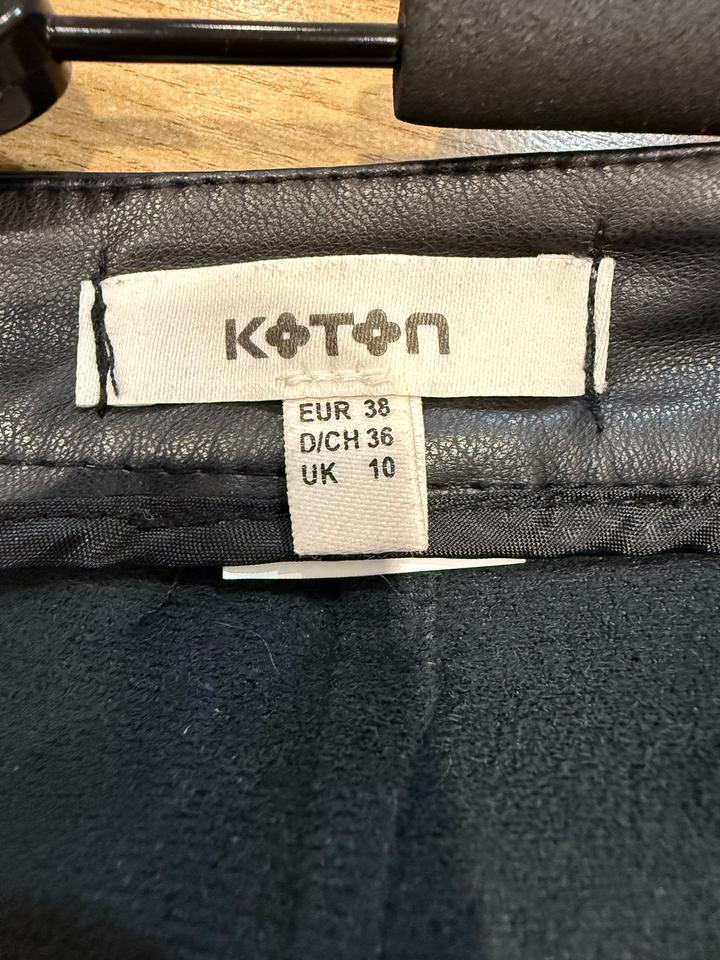 KOTON
EUR 38
D/CH 36
UK 10